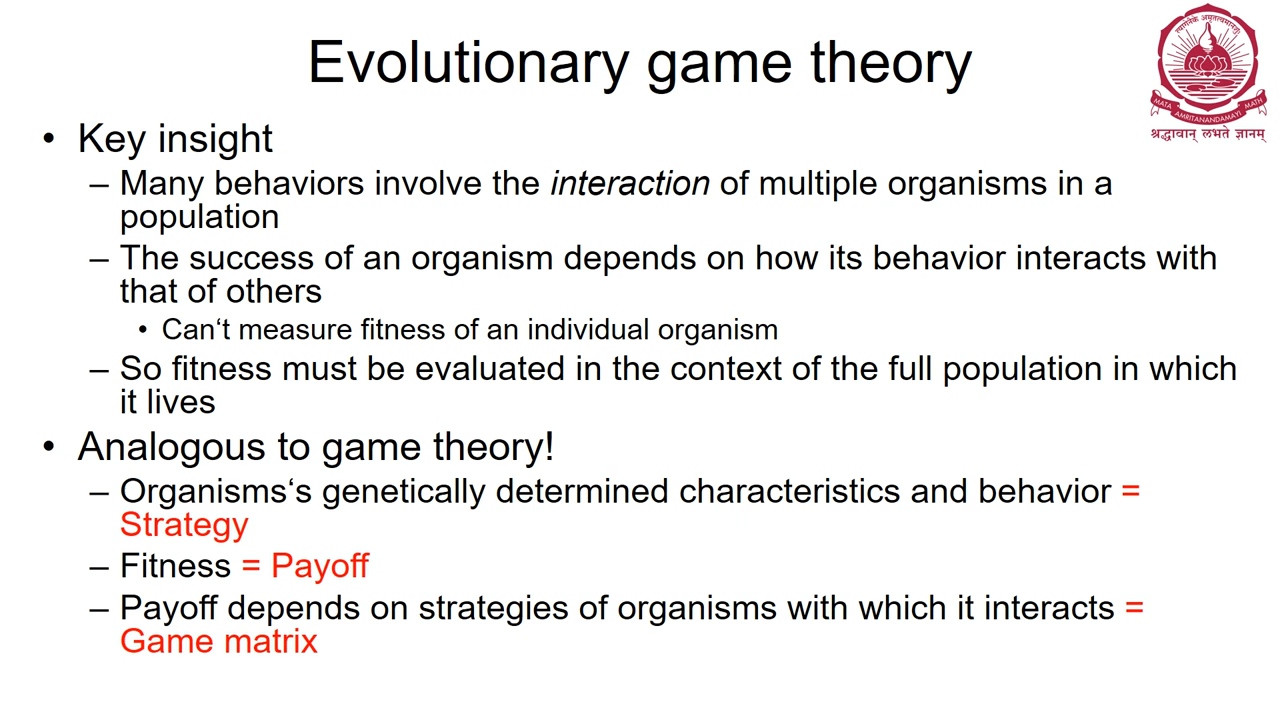 Evolutionary game theory
• Key insight
– Many behaviors involve the interaction of multiple organisms in a
population
– The success of an organism depends on how its behavior interacts with
that of others
• Can‘t measure fitness of an individual organism
– So fitness must be evaluated in the context of the full population in which
it lives
• Analogous to game theory!
– Organisms‘s genetically determined characteristics and behavior =
Strategy
– Fitness = Payoff
– Payoff depends on strategies of organisms with which it interacts =
Game matrix
MATA AMRITANANDAMAYI MATH
श्रद्धावान् लभते ज्ञानम्